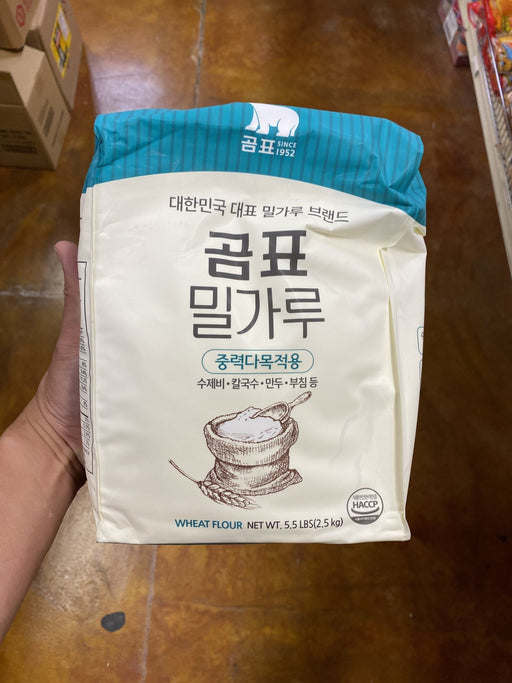 곰표 SINCE 1952
대한민국 대표 밀가루 브랜드
곰표
밀가루
중력다목적용
수제비・칼국수・만두・부침 등
HACCP
WHEAT FLOUR NET WT. 5.5 LBS(2.5 kg)